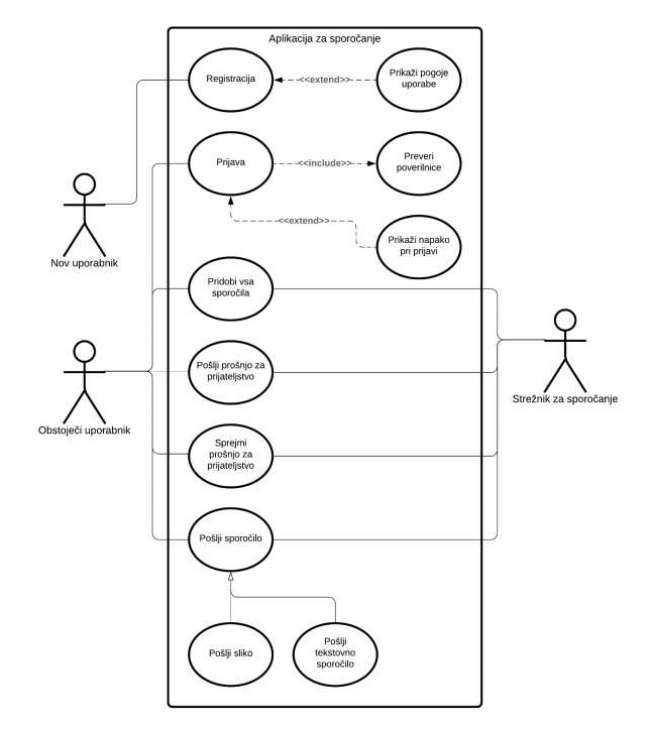 Aplikacija za sporočanje
Registracija
<<extend>>
Prikaži pogoje
uporabe
Prijava
<<include>>
Preveri
poverilnice
<<extend>>
Prikaži napako
pri prijavi
Nov uporabnik
Pridobi vsa
sporočila
Pošlji prošnjo za
prijateljstvo
Strežnik za sporočanje
Obstoječi uporabnik
Sprejmi
prošnjo za
prijateljstvo
Pošlji sporočilo
Pošlji sliko
Pošlji
tekstovno
sporočilo